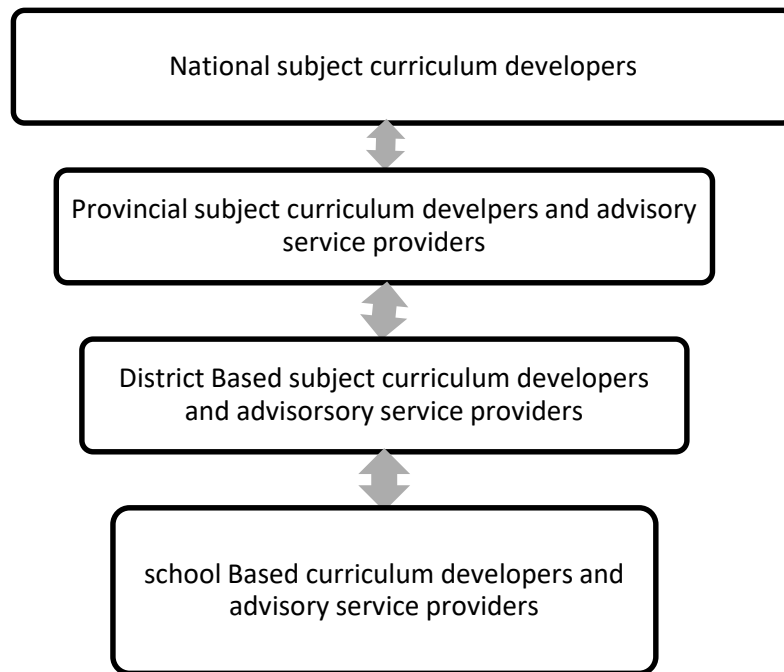 National subject curriculum developers
Provincial subject curriculum develpers and advisory
service providers
District Based subject curriculum developers
and advisorsory service providers
school Based curriculum developers and
advisory service providers